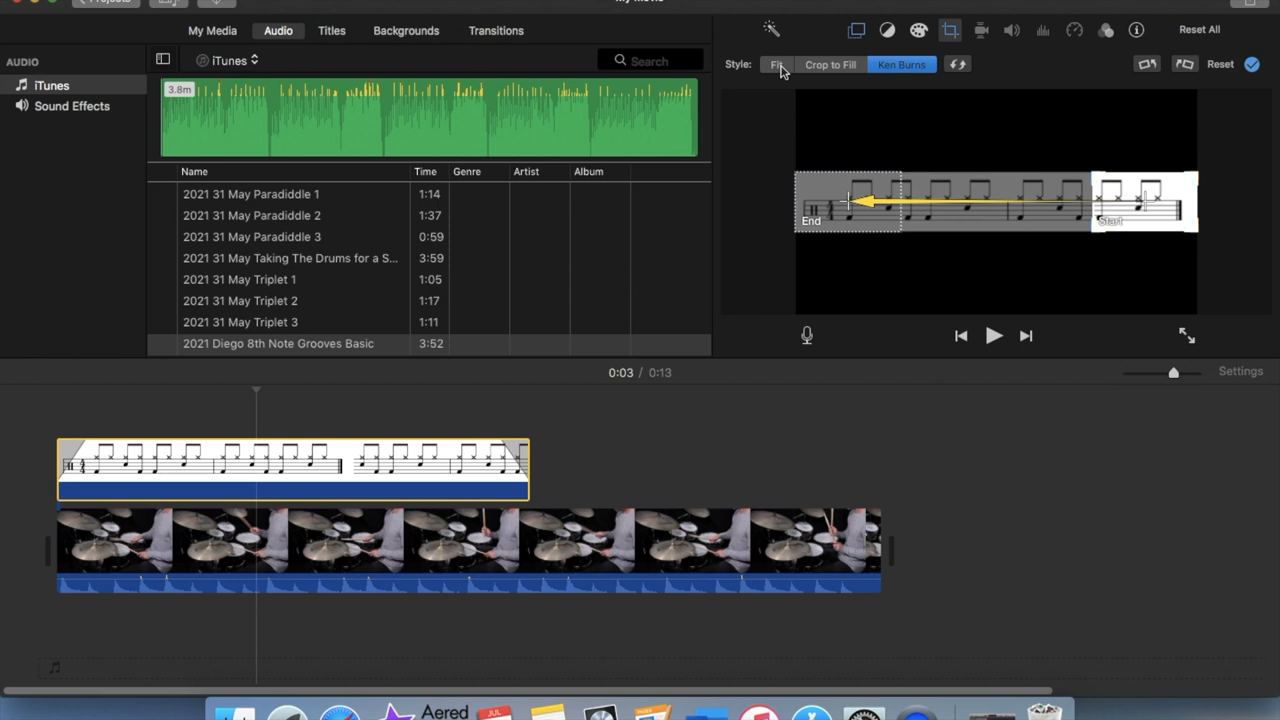 Projects
My Media Audio Titles Backgrounds Transitions
Reset All
AUDIO
iTunes
Search
Style: Fit Crop to Fill Ken Burns
Reset
iTunes
Sound Effects
3.8m
End
Start
Name Time Genre Artist Album
2021 31 May Paradiddle 1 1:14
2021 31 May Paradiddle 2 1:37
2021 31 May Paradiddle 3 0:59
2021 31 May Taking The Drums for a S... 3:59
2021 31 May Triplet 1 1:05
2021 31 May Triplet 2 1:17
2021 31 May Triplet 3 1:11
2021 Diego 8th Note Grooves Basic 3:52
0:03 / 0:13
Settings
Aered
JUL